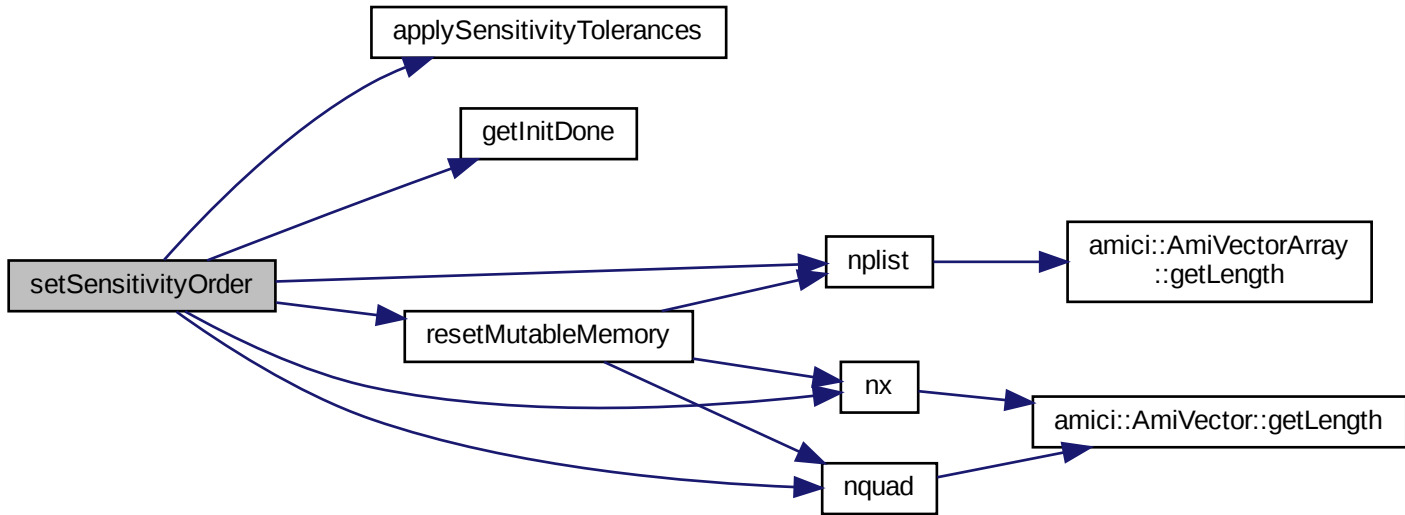 applySensitivityTolerances
getInitDone
setSensitivityOrder
nplist
amici::AmiVectorArray
::getLength
resetMutableMemory
nx
amici::AmiVector::getLength
nquad